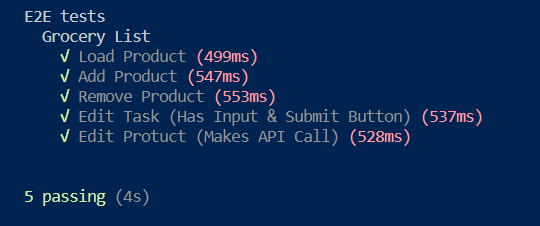 E2E tests
Grocery List
√ Load Product (499ms)
√ Add Product (547ms)
√ Remove Product (553ms)
√ Edit Task (Has Input & Submit Button) (537ms)
√ Edit Protuct (Makes API Call) (528ms)
5 passing (4s)